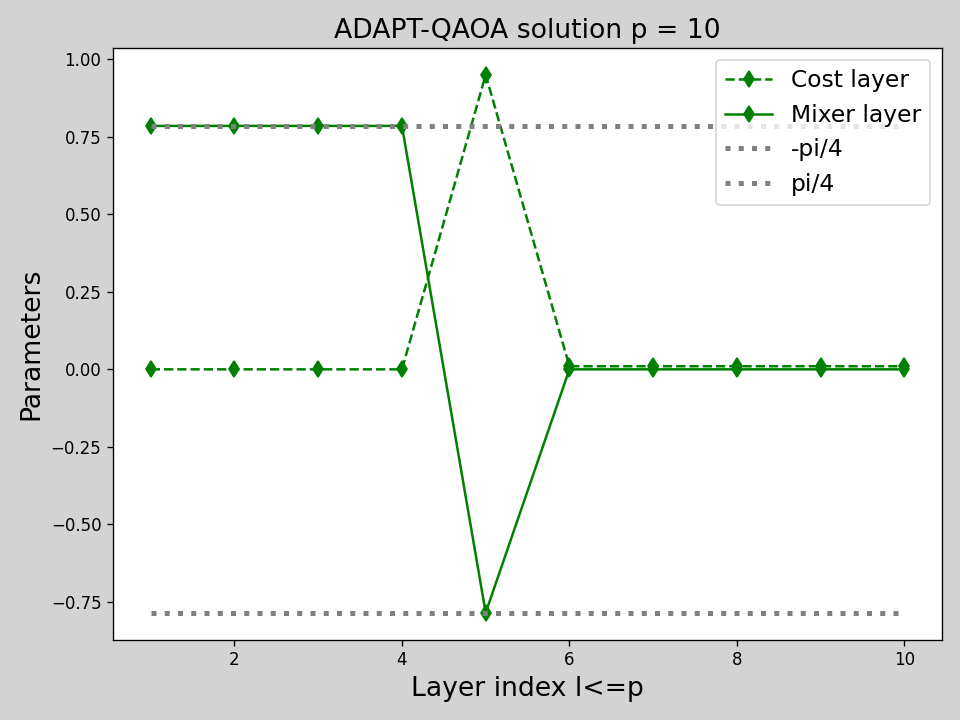 ADAPT-QAOA solution p = 10
1.00
0.75
0.50
0.25
0.00
−0.25
−0.50
−0.75
Parameters
Cost layer
Mixer layer
-pi/4
pi/4
2
4
6
8
10
Layer index l<=p